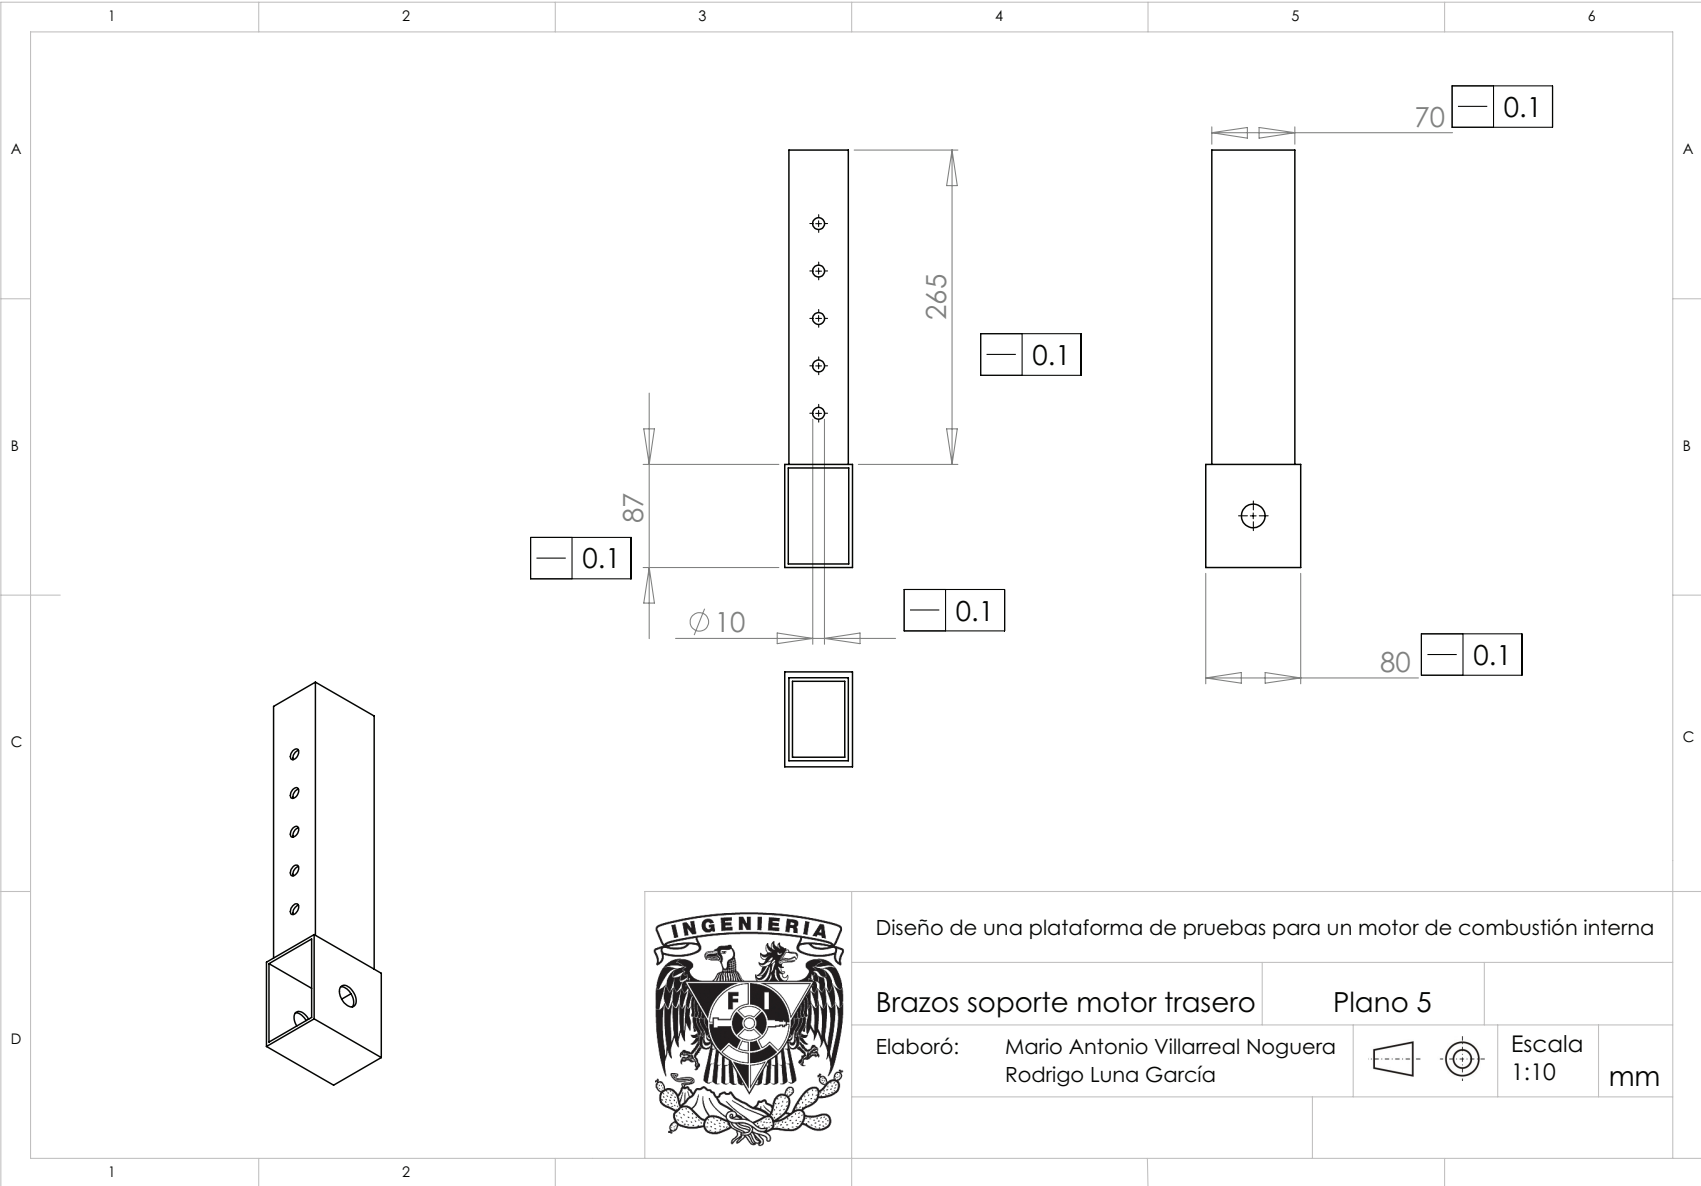 1 2 3 4 5 6
A A
70 — 0.1
265
— 0.1
B B
87
— 0.1
⌀10
— 0.1
80 — 0.1
C C
INGENIERIA
F I
Diseño de una plataforma de pruebas para un motor de combustión interna
Brazos soporte motor trasero Plano 5
D
Elaboró: Mario Antonio Villarreal Noguera
Rodrigo Luna García
Escala
1:10
mm
1 2